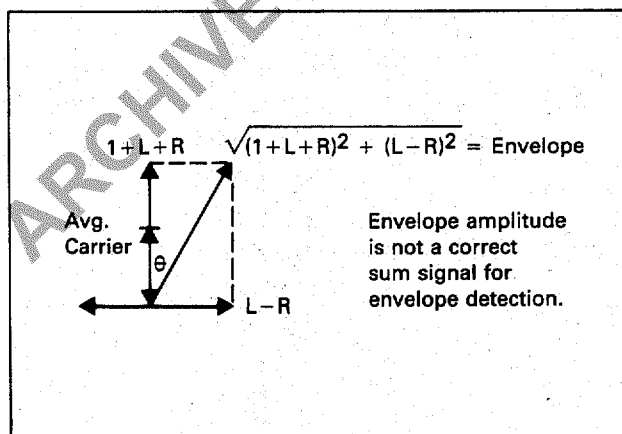 ARCHIVE
1+L+R √(1+L+R)2 + (L−R)2 = Envelope
Avg.
Carrier
θ
Envelope amplitude
is not a correct
sum signal for
envelope detection.
L−R